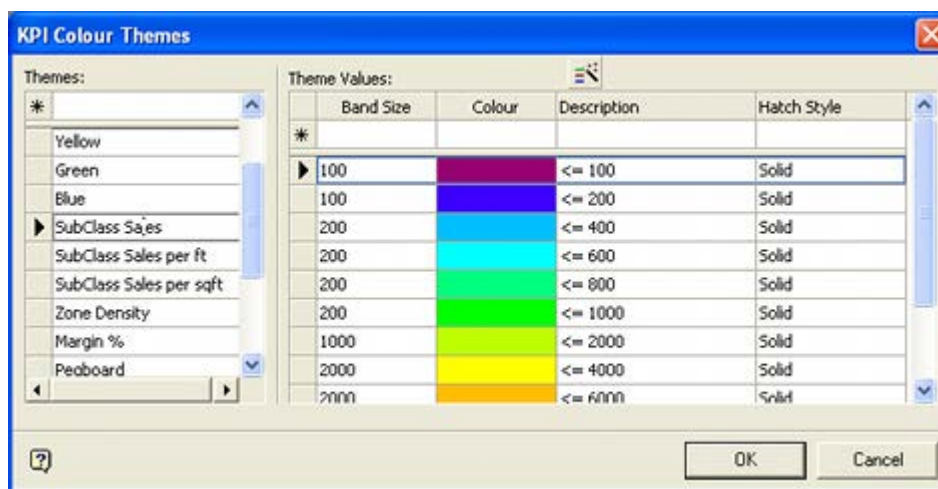 KPI Colour Themes
Themes:
Yellow
Green
Blue
SubClass Sales
SubClass Sales per ft
SubClass Sales per sqft
Zone Density
Margin %
Pegboard
Theme Values:
Band Size Colour Description Hatch Style
100 <= 100 Solid
100 <= 200 Solid
200 <= 400 Solid
200 <= 600 Solid
200 <= 800 Solid
200 <= 1000 Solid
1000 <= 2000 Solid
2000 <= 4000 Solid
2000 <= 6000 Solid
OK Cancel